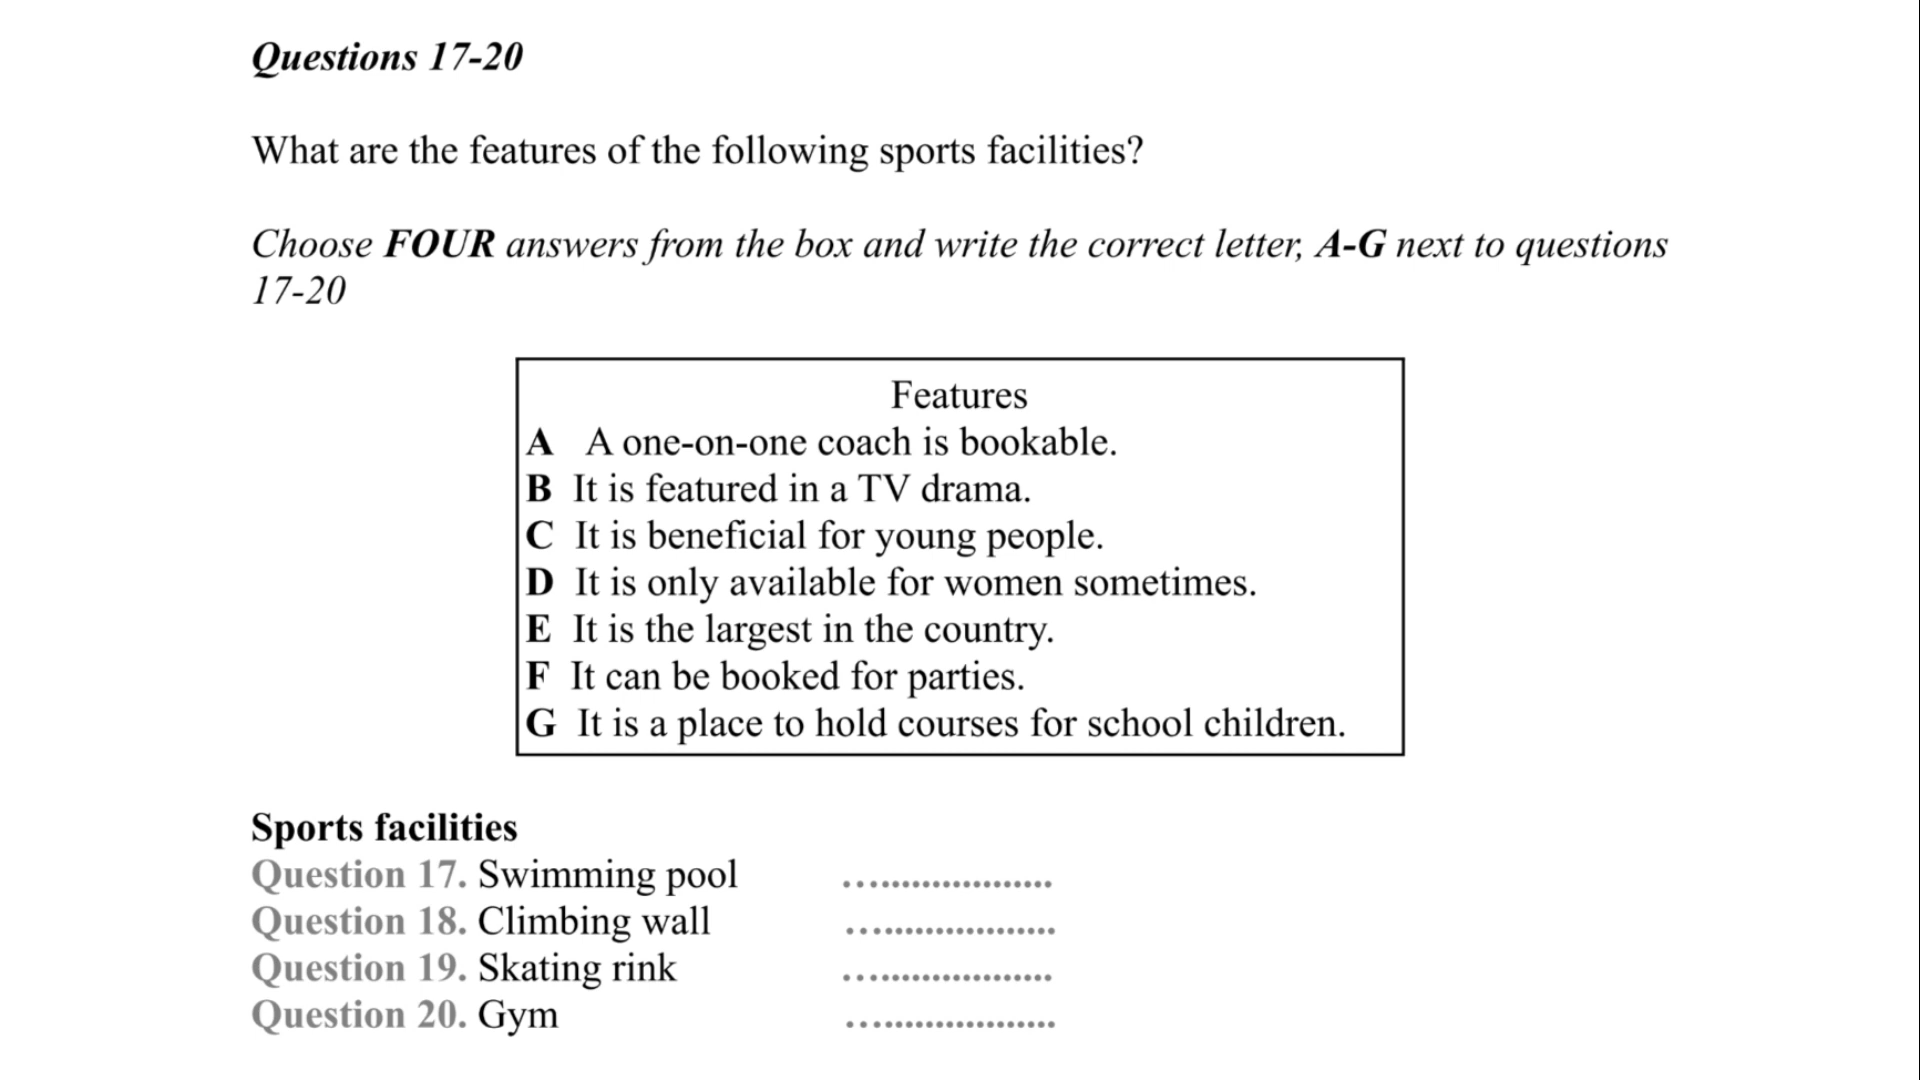 Questions 17-20
What are the features of the following sports facilities?
Choose FOUR answers from the box and write the correct letter, A-G next to questions
17-20
Features
A A one-on-one coach is bookable.
B It is featured in a TV drama.
C It is beneficial for young people.
D It is only available for women sometimes.
E It is the largest in the country.
F It can be booked for parties.
G It is a place to hold courses for school children.
Sports facilities
Question 17. Swimming pool ......................
Question 18. Climbing wall ......................
Question 19. Skating rink ......................
Question 20. Gym ......................